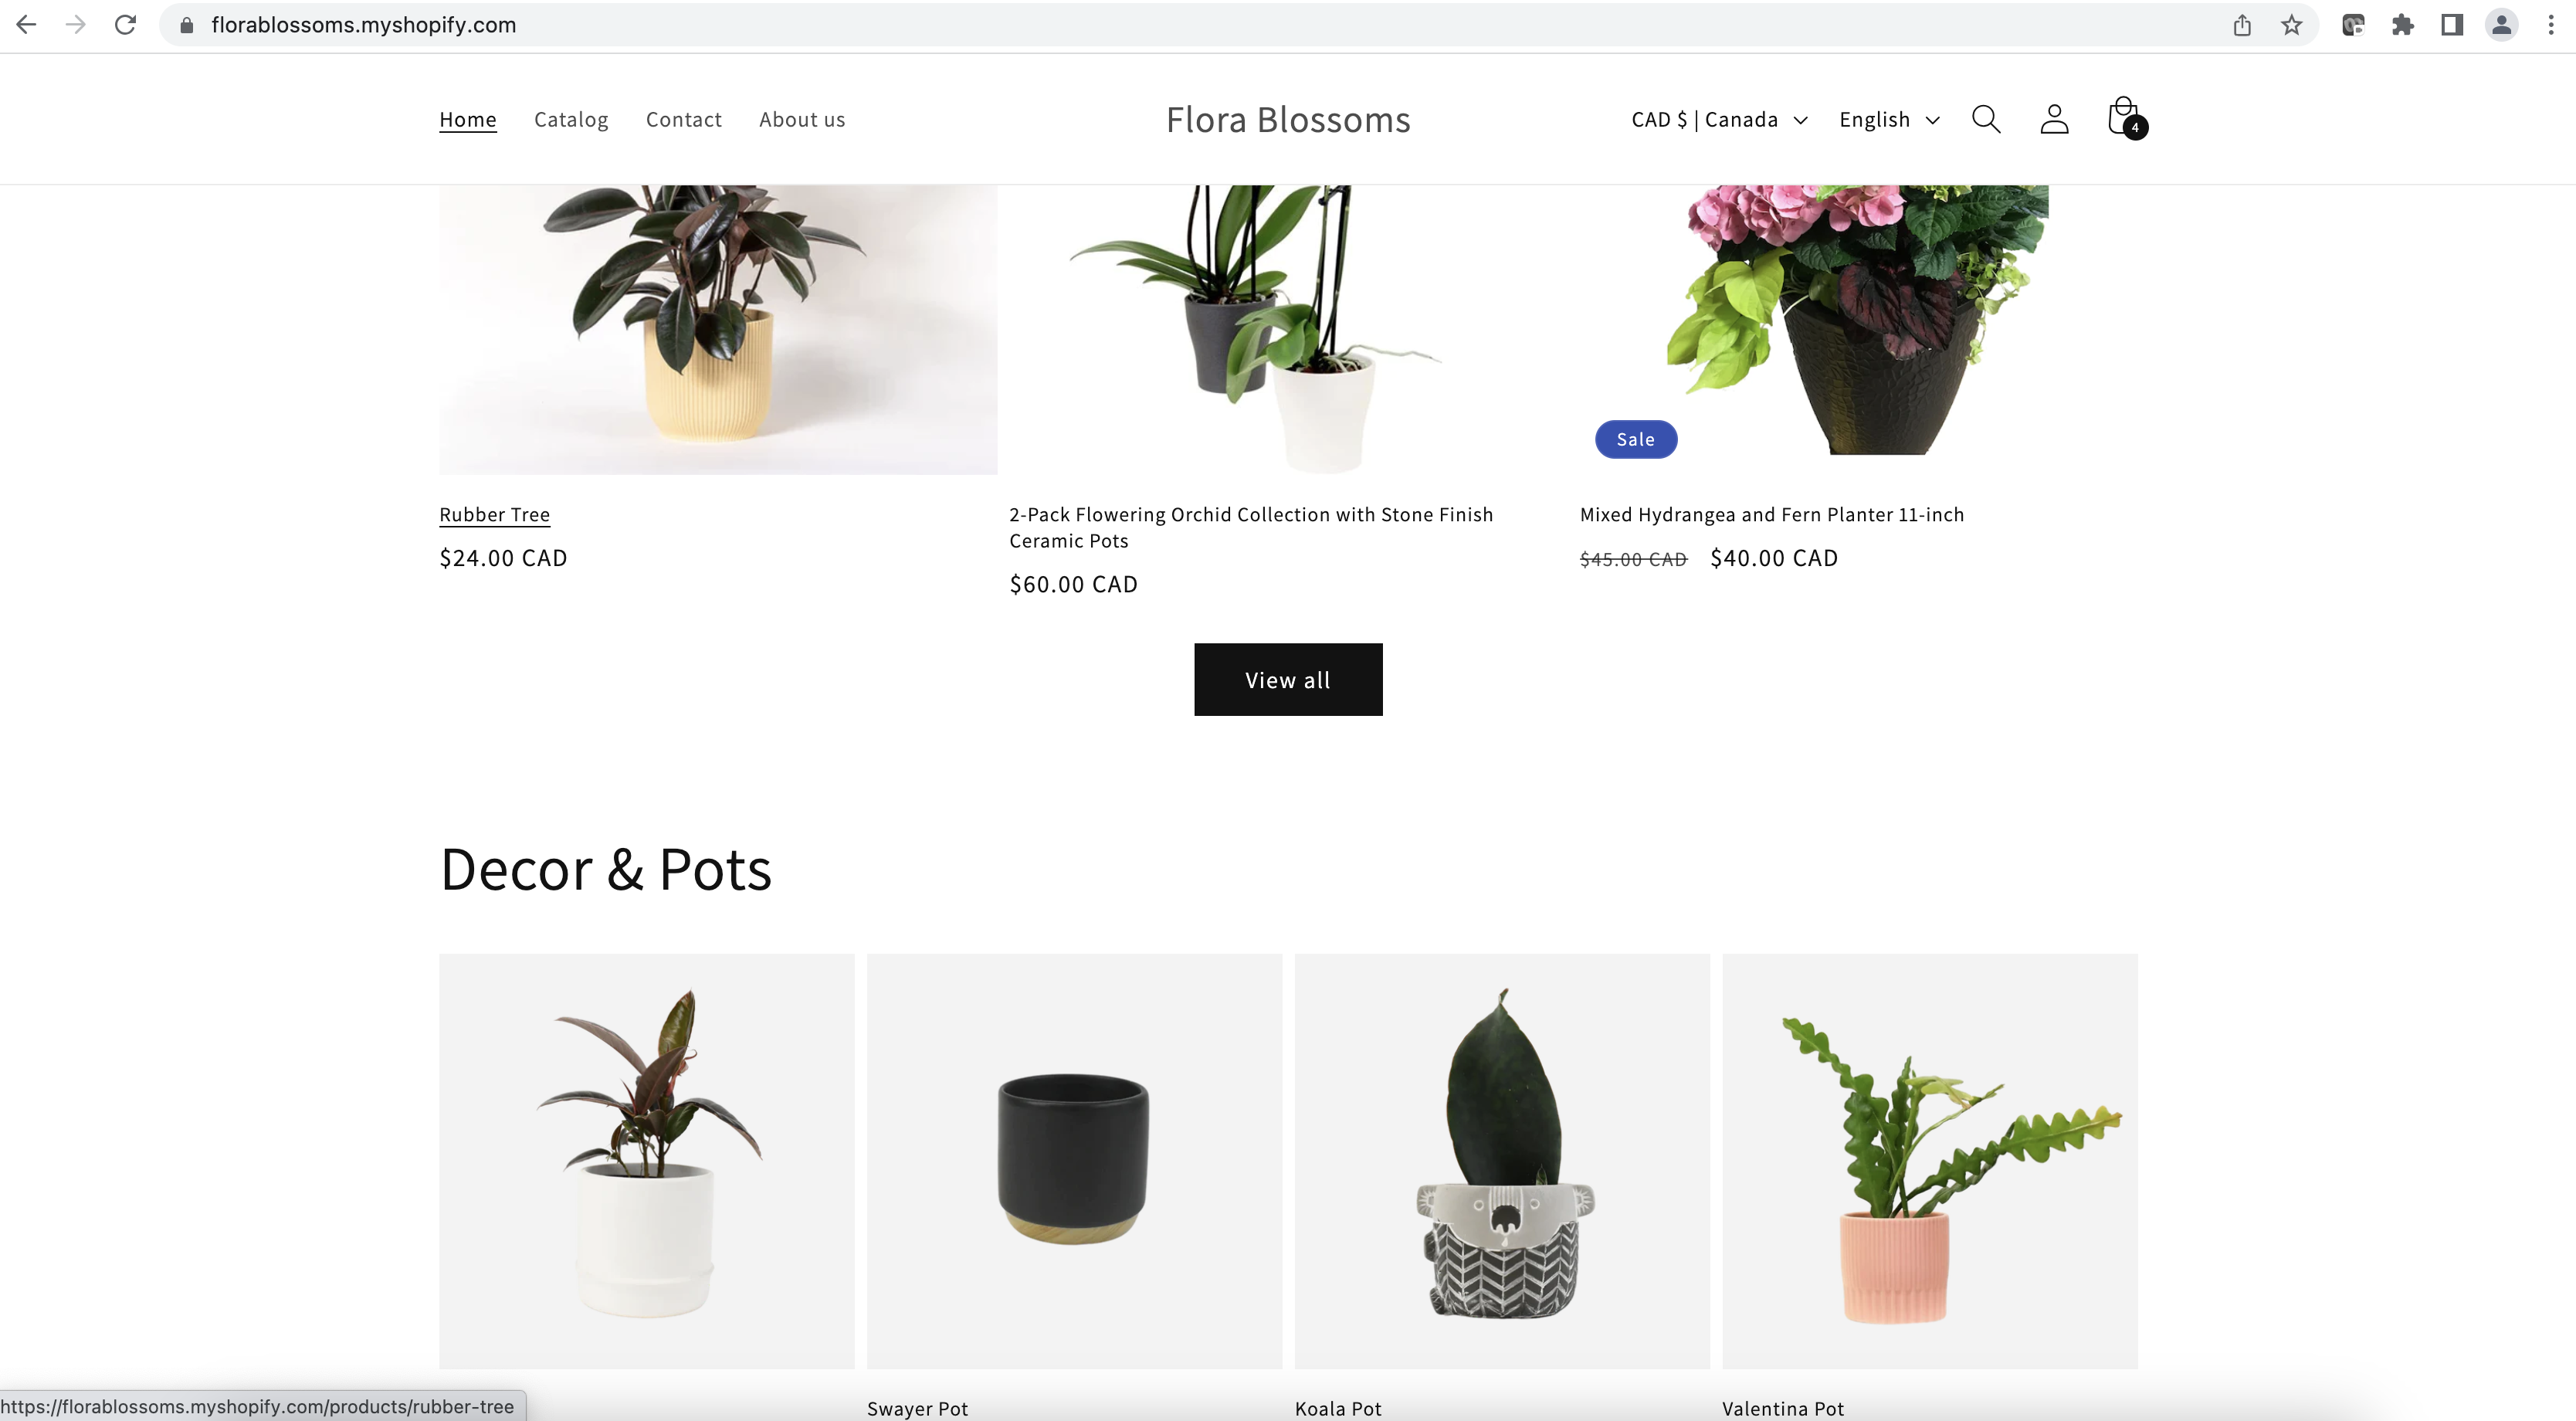 florablossoms.myshopify.com
Home Catalog Contact About us
Flora Blossoms
CAD $ | Canada English
4
Sale
Rubber Tree
$24.00 CAD
2-Pack Flowering Orchid Collection with Stone Finish
Ceramic Pots
$60.00 CAD
Mixed Hydrangea and Fern Planter 11-inch
$45.00 CAD $40.00 CAD
View all
Decor & Pots
Swayer Pot
Koala Pot
Valentina Pot
https://florablossoms.myshopify.com/products/rubber-tree